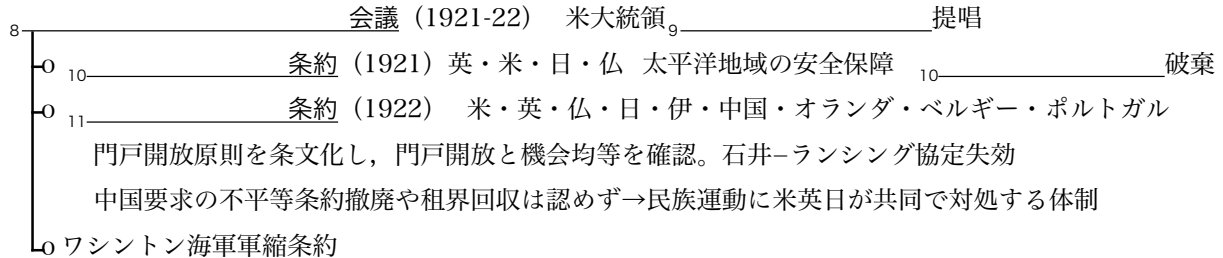 8 会議（1921-22） 米大統領 9 提唱
o 10 条約（1921）英・米・日・仏 太平洋地域の安全保障 10 破棄
o 11 条約（1922） 米・英・仏・日・伊・中国・オランダ・ベルギー・ポルトガル
門戸開放原則を条文化し，門戸開放と機会均等を確認。石井−ランシング協定失効
中国要求の不平等条約撤廃や租界回収は認めず→民族運動に米英日が共同で対処する体制
o ワシントン海軍軍縮条約